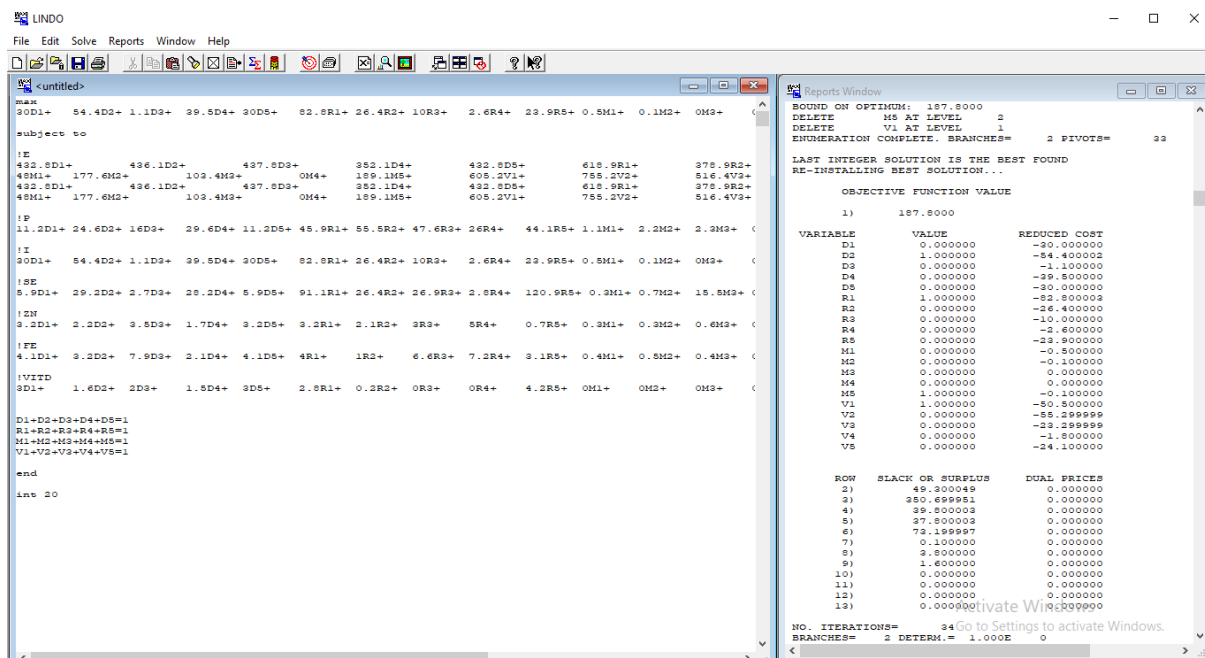 LINDO
File Edit Solve Reports Window Help
<untitled>
max
30D1+ 54.4D2+ 1.1D3+ 39.5D4+ 30D5+ 82.8R1+ 26.4R2+ 10R3+ 2.6R4+ 23.9R5+ 0.5M1+ 0.1M2+ 0M3+
subject to
!E
432.8D1+ 436.1D2+ 437.8D3+ 352.1D4+ 432.8D5+ 618.9R1+ 378.9R2+
48M1+ 177.6M2+ 103.4M3+ 0M4+ 189.1M5+ 605.2V1+ 755.2V2+ 516.4V3+
432.8D1+ 436.1D2+ 437.8D3+ 352.1D4+ 432.8D5+ 618.9R1+ 378.9R2+
48M1+ 177.6M2+ 103.4M3+ 0M4+ 189.1M5+ 605.2V1+ 755.2V2+ 516.4V3+
!P
11.2D1+ 24.6D2+ 16D3+ 29.6D4+ 11.2D5+ 45.9R1+ 55.5R2+ 47.6R3+ 26R4+ 44.1R5+ 1.1M1+ 2.2M2+ 2.3M3+
!I
30D1+ 54.4D2+ 1.1D3+ 39.5D4+ 30D5+ 82.8R1+ 26.4R2+ 10R3+ 2.6R4+ 23.9R5+ 0.5M1+ 0.1M2+ 0M3+
!SE
5.9D1+ 29.2D2+ 2.7D3+ 28.2D4+ 5.9D5+ 91.1R1+ 26.4R2+ 26.9R3+ 2.8R4+ 120.9R5+ 0.3M1+ 0.7M2+ 15.5M3+
!ZN
3.2D1+ 2.2D2+ 3.5D3+ 1.7D4+ 3.2D5+ 3.2R1+ 2.1R2+ 3R3+ 5R4+ 0.7R5+ 0.3M1+ 0.3M2+ 0.6M3+
!FE
4.1D1+ 3.2D2+ 7.9D3+ 2.1D4+ 4.1D5+ 4R1+ 1R2+ 6.6R3+ 7.2R4+ 3.1R5+ 0.4M1+ 0.5M2+ 0.4M3+
!VITD
3D1+ 1.6D2+ 2D3+ 1.5D4+ 3D5+ 2.8R1+ 0.2R2+ 0R3+ 0R4+ 4.2R5+ 0M1+ 0M2+ 0M3+
D1+D2+D3+D4+D5=1
R1+R2+R3+R4+R5=1
M1+M2+M3+M4+M5=1
V1+V2+V3+V4+V5=1
end
int 20
Reports Window
BOUND ON OPTIMUM: 187.8000
DELETE M5 AT LEVEL 2
DELETE V1 AT LEVEL 1
ENUMERATION COMPLETE. BRANCHES= 2 PIVOTS= 33
LAST INTEGER SOLUTION IS THE BEST FOUND
RE-INSTALLING BEST SOLUTION...
OBJECTIVE FUNCTION VALUE
1) 187.8000
VARIABLE VALUE REDUCED COST
D1 0.000000 -30.000000
D2 1.000000 -54.400002
D3 0.000000 -1.100000
D4 0.000000 -39.500000
D5 0.000000 -30.000000
R1 1.000000 -82.800003
R2 0.000000 -26.400000
R3 0.000000 -10.000000
R4 0.000000 -2.600000
R5 0.000000 -23.900000
M1 0.000000 -0.500000
M2 0.000000 -0.100000
M3 0.000000 0.000000
M4 0.000000 0.000000
M5 1.000000 -0.100000
V1 1.000000 -50.500000
V2 0.000000 -55.299999
V3 0.000000 -23.299999
V4 0.000000 -1.800000
V5 0.000000 -24.100000
ROW SLACK OR SURPLUS DUAL PRICES
2) 49.300049 0.000000
3) 350.699951 0.000000
4) 39.800003 0.000000
5) 37.800003 0.000000
6) 73.199997 0.000000
7) 0.100000 0.000000
8) 3.800000 0.000000
9) 1.600000 0.000000
10) 0.000000 0.000000
11) 0.000000 0.000000
12) 0.000000 0.000000
13) 0.000000 0.000000
Activate Windows
NO. ITERATIONS= 34
Go to Settings to activate Windows.
BRANCHES= 2 DETERM.= 1.000E 0